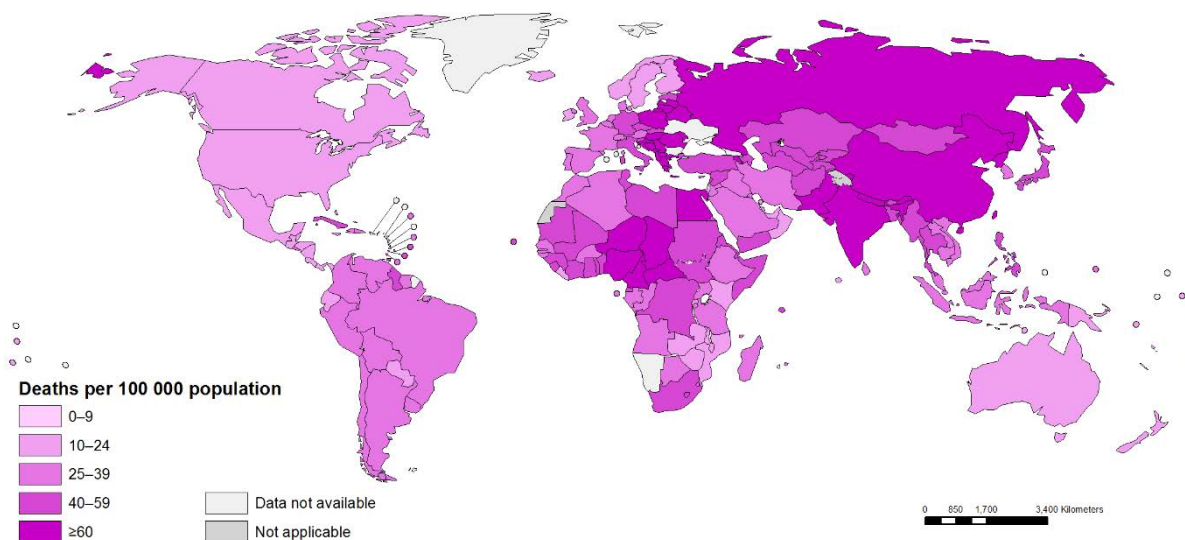 Deaths per 100 000 population
0–9
10–24
25–39
40–59
≥60
Data not available
Not applicable
0 850 1,700 3,400 Kilometers